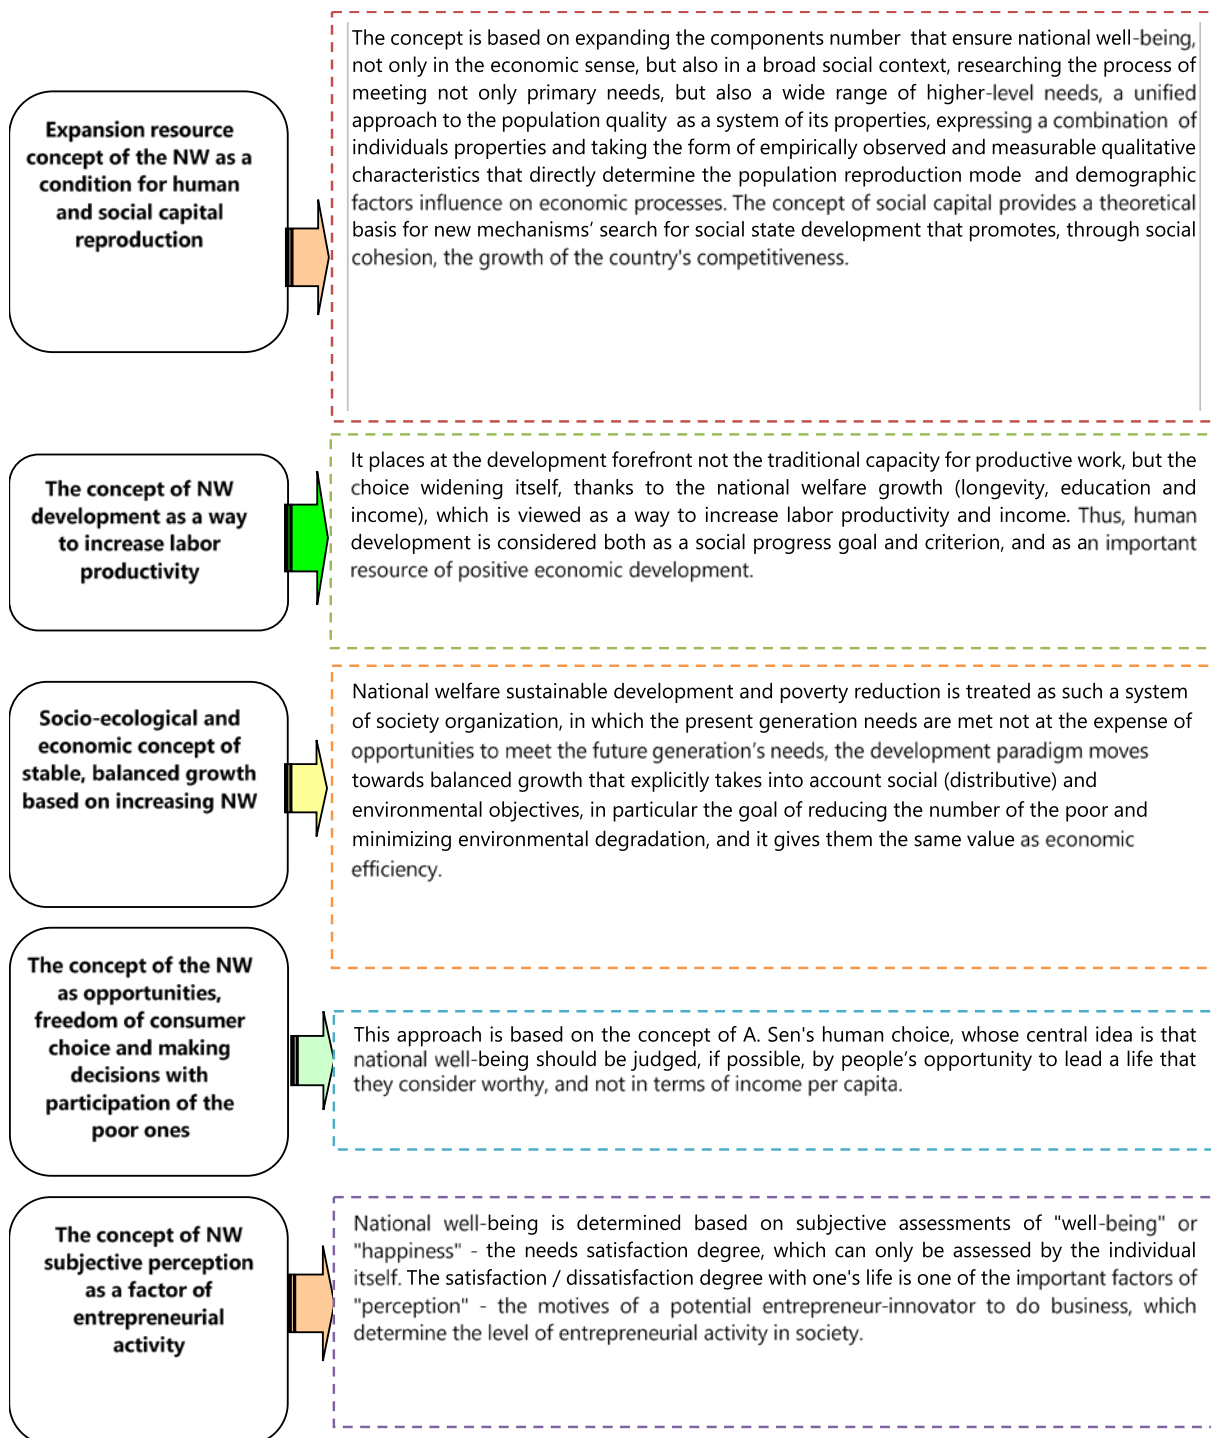 Expansion resource
concept of the NW as a
condition for human
and social capital
reproduction
The concept is based on expanding the components number that ensure national well-being,
not only in the economic sense, but also in a broad social context, researching the process of
meeting not only primary needs, but also a wide range of higher-level needs, a unified
approach to the population quality as a system of its properties, expressing a combination of
individuals properties and taking the form of empirically observed and measurable qualitative
characteristics that directly determine the population reproduction mode and demographic
factors influence on economic processes. The concept of social capital provides a theoretical
basis for new mechanisms’ search for social state development that promotes, through social
cohesion, the growth of the country's competitiveness.
The concept of NW
development as a way
to increase labor
productivity
It places at the development forefront not the traditional capacity for productive work, but the
choice widening itself, thanks to the national welfare growth (longevity, education and
income), which is viewed as a way to increase labor productivity and income. Thus, human
development is considered both as a social progress goal and criterion, and as an important
resource of positive economic development.
Socio-ecological and
economic concept of
stable, balanced growth
based on increasing NW
National welfare sustainable development and poverty reduction is treated as such a system
of society organization, in which the present generation needs are met not at the expense of
opportunities to meet the future generation’s needs, the development paradigm moves
towards balanced growth that explicitly takes into account social (distributive) and
environmental objectives, in particular the goal of reducing the number of the poor and
minimizing environmental degradation, and it gives them the same value as economic
efficiency.
The concept of the NW
as opportunities,
freedom of consumer
choice and making
decisions with
participation of the
poor ones
This approach is based on the concept of A. Sen's human choice, whose central idea is that
national well-being should be judged, if possible, by people’s opportunity to lead a life that
they consider worthy, and not in terms of income per capita.
The concept of NW
subjective perception
as a factor of
entrepreneurial
activity
National well-being is determined based on subjective assessments of "well-being" or
"happiness" - the needs satisfaction degree, which can only be assessed by the individual
itself. The satisfaction / dissatisfaction degree with one's life is one of the important factors of
"perception" - the motives of a potential entrepreneur-innovator to do business, which
determine the level of entrepreneurial activity in society.